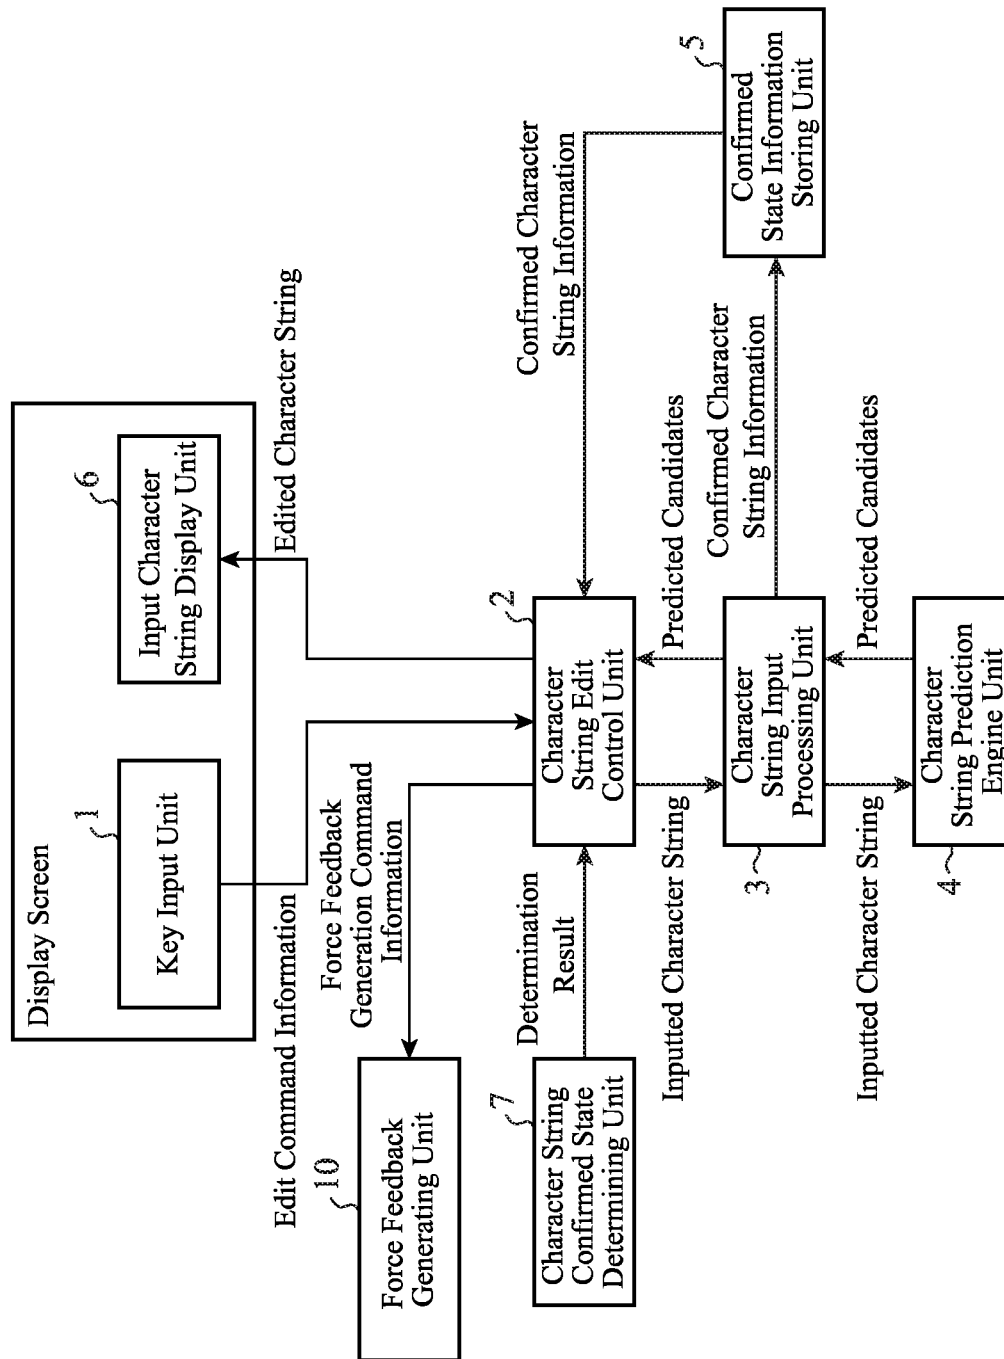 Display Screen
1
Key Input Unit
6
Input Character
String Display Unit
Edit Command Information
Edited Character String
10
Force Feedback
Generating Unit
Force Feedback
Generation Command
Information
7
Character String
Confirmed State
Determining Unit
Determination
Result
2
Character
String Edit
Control Unit
Confirmed Character
String Information
Inputted Character String
Predicted Candidates
3
Character
String Input
Processing Unit
Confirmed Character
String Information
5
Confirmed
State Information
Storing Unit
Inputted Character String
Predicted Candidates
4
Character
String Prediction
Engine Unit